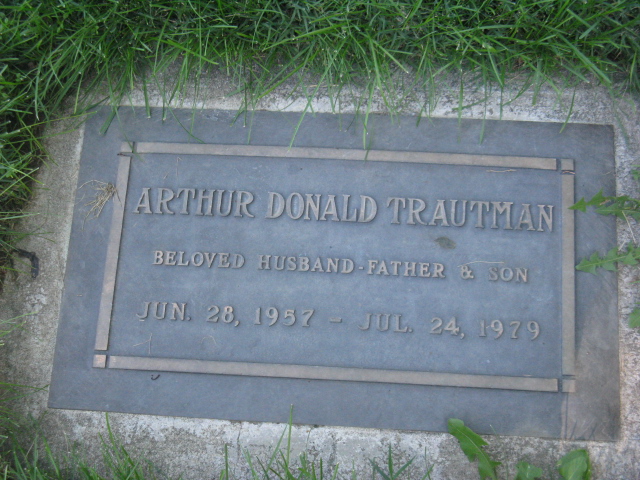 ARTHUR DONALD TRAUTMAN
BELOVED HUSBAND - FATHER & SON
JUN. 28, 1957 - JUL. 24, 1979